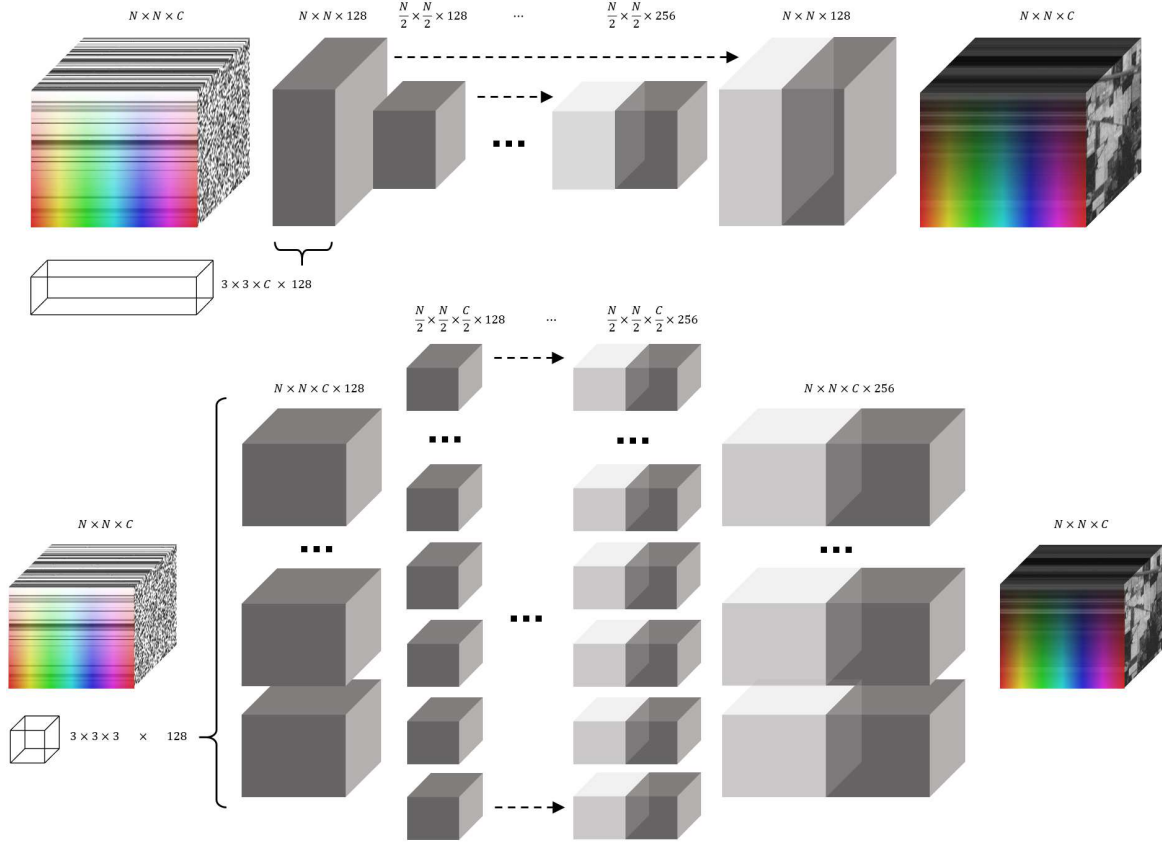 N × N × C
N × N × 128
N/2 × N/2 × 128
...
N/2 × N/2 × 256
N × N × 128
N × N × C
3 × 3 × C × 128
N/2 × N/2 × C/2 × 128
...
N/2 × N/2 × C/2 × 256
N × N × C × 128
N × N × C × 256
N × N × C
N × N × C
3 × 3 × 3 × 128